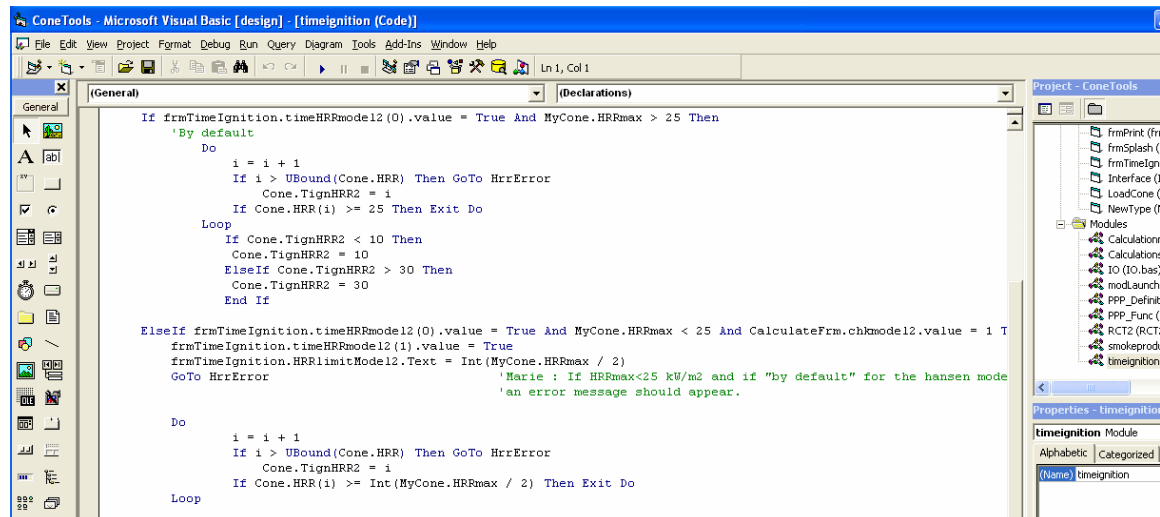 ConeTools - Microsoft Visual Basic [design] - [timeignition (Code)]
File Edit View Project Format Debug Run Query Diagram Tools Add-Ins Window Help
Ln 1, Col 1
General
(General) (Declarations)
If frmTimeIgnition.timeHRRmodel2(0).value = True And MyCone.HRRmax > 25 Then
'By default
Do
i = i + 1
If i > UBound(Cone.HRR) Then GoTo HrrError
Cone.TignHRR2 = i
If Cone.HRR(i) >= 25 Then Exit Do
Loop
If Cone.TignHRR2 < 10 Then
Cone.TignHRR2 = 10
ElseIf Cone.TignHRR2 > 30 Then
Cone.TignHRR2 = 30
End If
ElseIf frmTimeIgnition.timeHRRmodel2(0).value = True And MyCone.HRRmax < 25 And CalculateFrm.chkmodel2.value = 1 T
frmTimeIgnition.timeHRRmodel2(1).value = True
frmTimeIgnition.HRRlimitModel2.Text = Int(MyCone.HRRmax / 2)
GoTo HrrError 'Marie : If HRRmax<25 kW/m2 and if "by default" for the hansen mode
'an error message should appear.
Do
i = i + 1
If i > UBound(Cone.HRR) Then GoTo HrrError
Cone.TignHRR2 = i
If Cone.HRR(i) >= Int(MyCone.HRRmax / 2) Then Exit Do
Loop
Project - ConeTools
frmPrint (fr
frmSplash (
frmTimeIgn
Interface (I
LoadCone (
NewType (N
Modules
Calculation
Calculations
IO (IO.bas)
modLaunch
PPP_Definit
PPP_Func (
RCT2 (RCT2
smokeprodu
timeignition
Properties - timeignition
timeignition Module
Alphabetic Categorized
(Name) timeignition